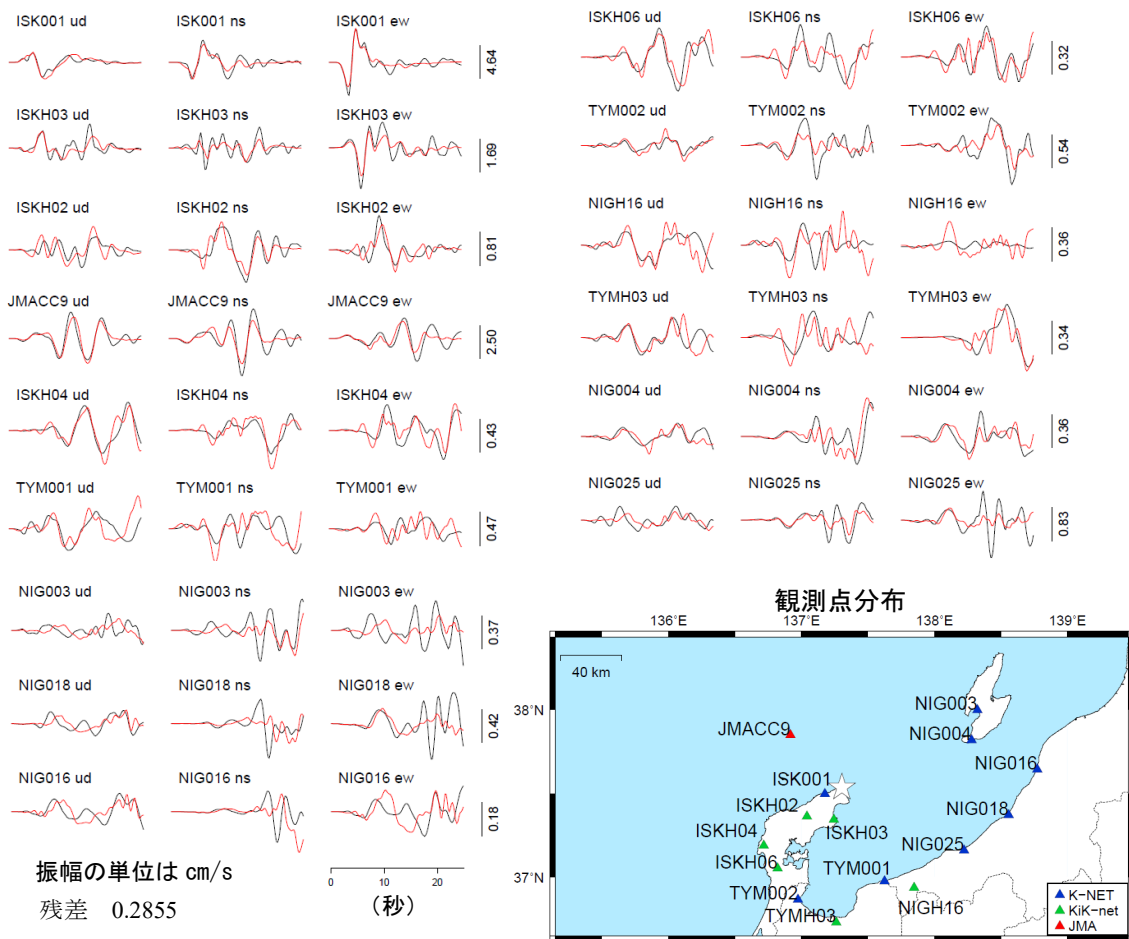 ISK001 ud ISK001 ns ISK001 ew
4.64
ISKH03 ud ISKH03 ns ISKH03 ew
1.69
ISKH02 ud ISKH02 ns ISKH02 ew
0.81
JMACC9 ud JMACC9 ns JMACC9 ew
2.50
ISKH04 ud ISKH04 ns ISKH04 ew
0.43
TYM001 ud TYM001 ns TYM001 ew
0.47
NIG003 ud NIG003 ns NIG003 ew
0.37
NIG018 ud NIG018 ns NIG018 ew
0.42
NIG016 ud NIG016 ns NIG016 ew
0.18
振幅の単位は cm/s
残差 0.2855
0 10 20
(秒)
ISKH06 ud ISKH06 ns ISKH06 ew
0.32
TYM002 ud TYM002 ns TYM002 ew
0.54
NIGH16 ud NIGH16 ns NIGH16 ew
0.36
TYMH03 ud TYMH03 ns TYMH03 ew
0.34
NIG004 ud NIG004 ns NIG004 ew
0.36
NIG025 ud NIG025 ns NIG025 ew
0.83
観測点分布
136°E 137°E 138°E 139°E
40 km
38°N
37°N
NIG003
JMACC9
NIG004
NIG016
ISK001
ISKH02
NIG018
ISKH04
ISKH03
NIG025
ISKH06
TYM001
TYM002
NIGH16
TYMH03
K-NET
KiK-net
JMA